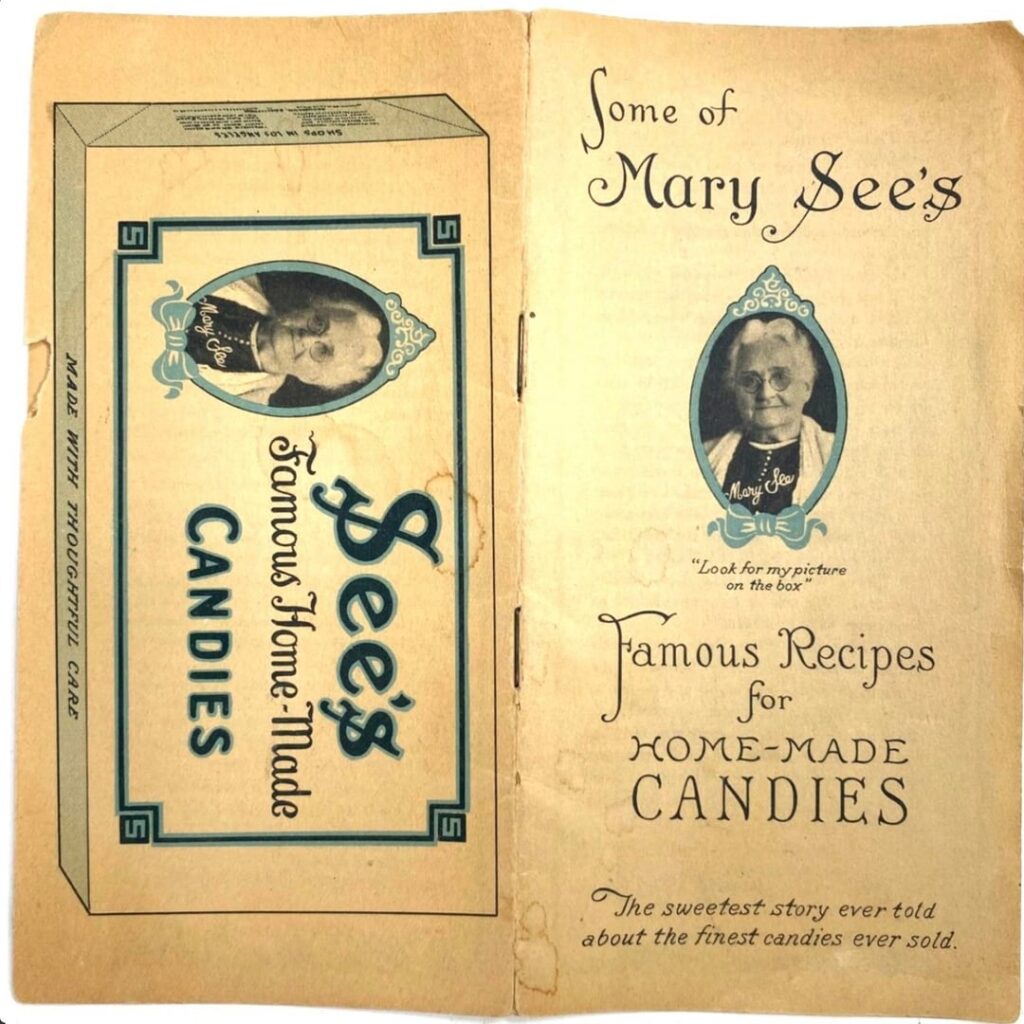 SHOPS IN LOS ANGELES
MADE WITH THOUGHTFUL CARE
Mary See
See's
Famous Home-Made
CANDIES
Some of
Mary See's
Mary See
"Look for my picture
on the box"
Famous Recipes
for
HOME-MADE
CANDIES
The sweetest story ever told
about the finest candies ever sold.